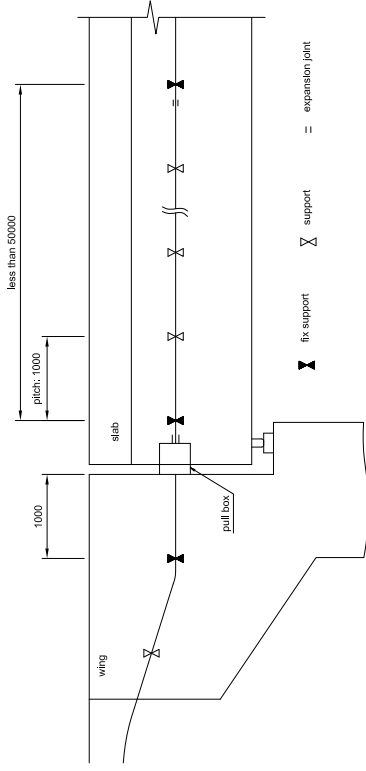 less than 50000
pitch: 1000
1000
slab
wing
pull box
fix support
support
expansion joint